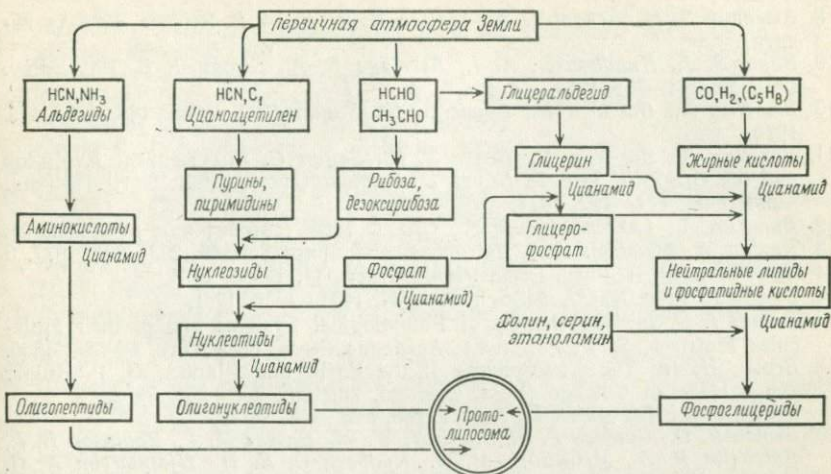 Первичная атмосфера Земли
HCN,NH3
Альдегиды
HCN,C1
Цианоацетилен
HCHO
CH3CHO
Глицеральдегид
CO,H2,(C5H8)
Глицерин
Жирные кислоты
Пурины,
пиримидины
Рибоза,
дезоксирибоза
Цианамид
Цианамид
Аминокислоты
Цианамид
Глицеро-
фосфат
Нуклеозиды
Фосфат
(Цианамид)
Нейтральные липиды
и фосфатидные кислоты
Холин, серин,
этаноламин
Цианамид
Нуклеотиды
Цианамид
Олигопептиды
Олигонуклеотиды
Прото-
липосома
Фосфоглицериды